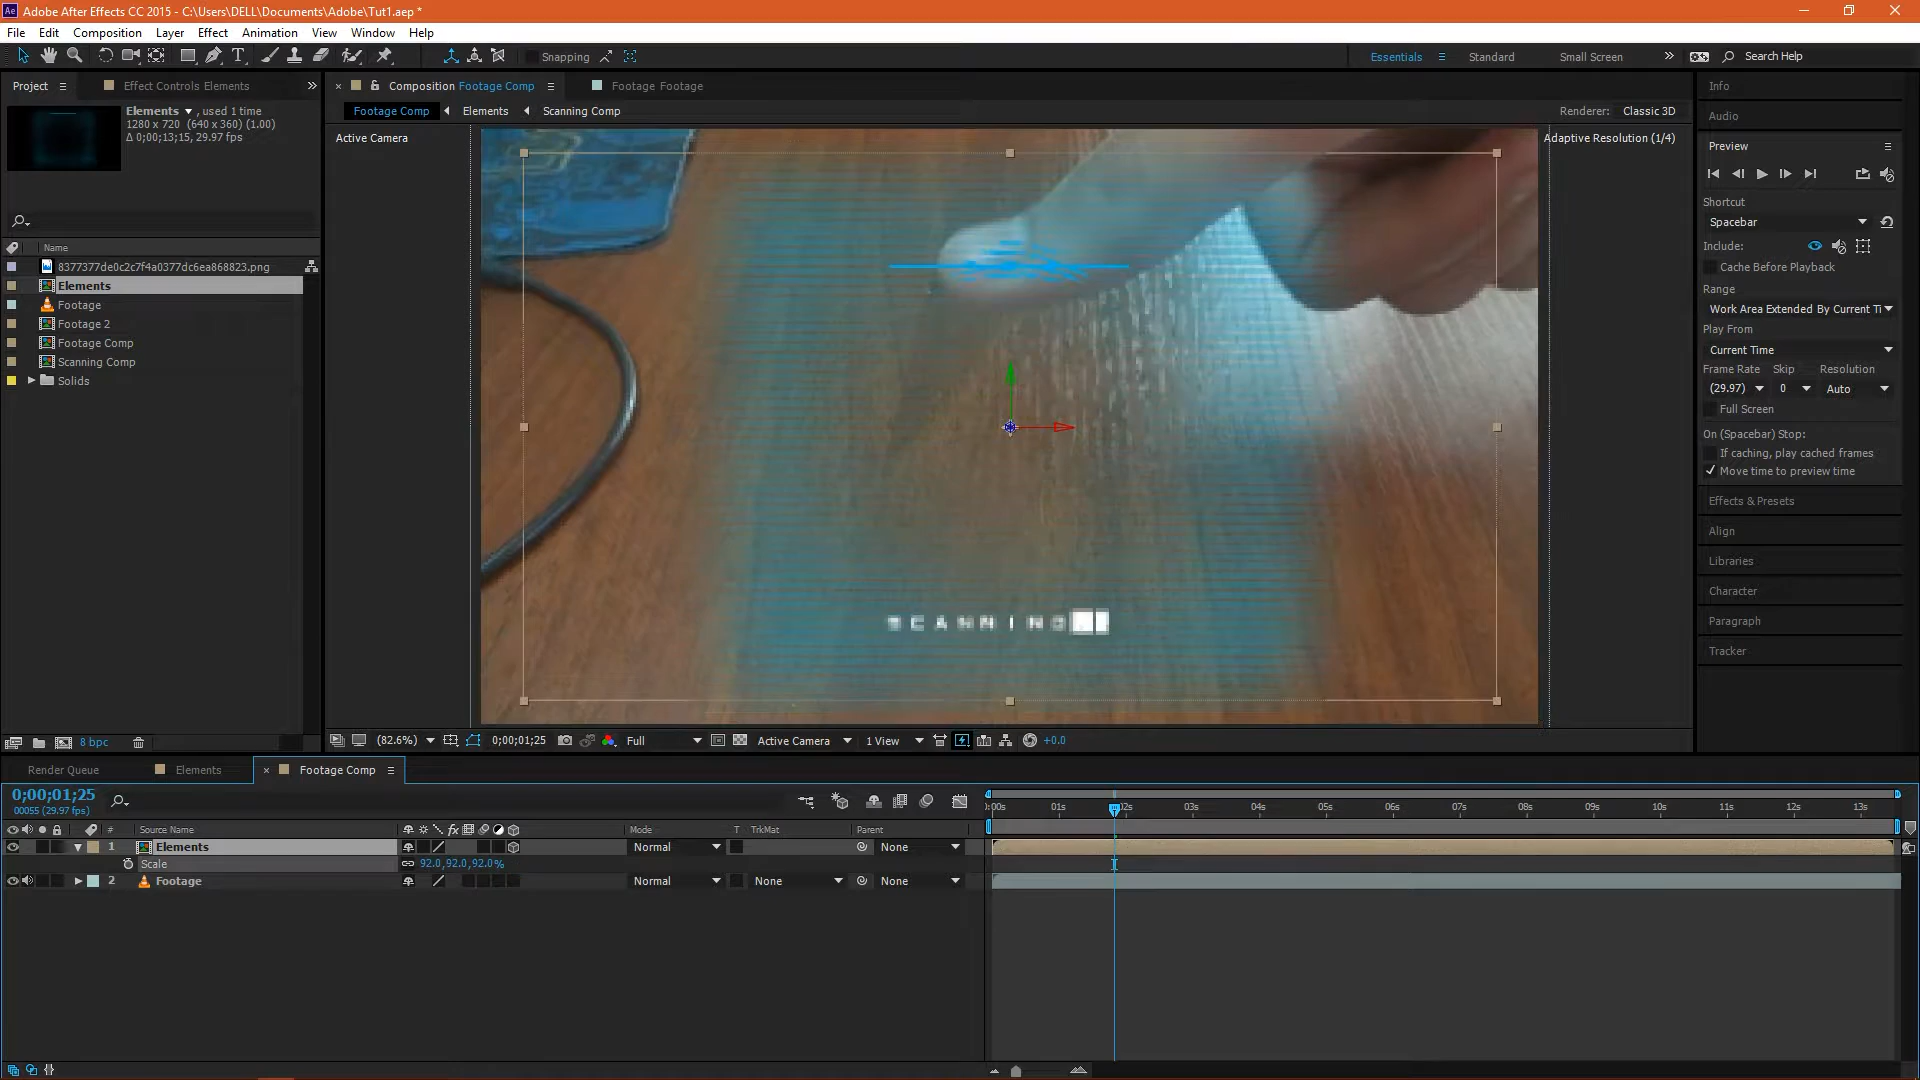 Adobe After Effects CC 2015 - C:\Users\DELL\Documents\Adobe\Tut1.aep *
File Edit Composition Layer Effect Animation View Window Help
Snapping
Essentials Standard Small Screen Search Help
Project Effect Controls Elements
Composition Footage Comp Footage Footage
Info
Elements , used 1 time
1280 x 720 (640 x 360) (1.00)
Δ 0;00;13;15, 29.97 fps
Footage Comp Elements Scanning Comp Renderer: Classic 3D
Active Camera Adaptive Resolution (1/4)
Audio
Preview
Shortcut
Spacebar
Include:
Cache Before Playback
Range
Work Area Extended By Current Ti
Play From
Current Time
Frame Rate Skip Resolution
(29.97) 0 Auto
Full Screen
On (Spacebar) Stop:
If caching, play cached frames
Move time to preview time
Effects & Presets
Align
Libraries
Character
Paragraph
Tracker
Name
8377377de0c2c7f4a0377dc6ea868823.png
Elements
Footage
Footage 2
Footage Comp
Scanning Comp
Solids
8 bpc
(82.6%) 0;00;01;25 Full Active Camera 1 View +0.0
Render Queue Elements Footage Comp
0;00;01;25
00055 (29.97 fps)
:00s 01s 02s 03s 04s 05s 06s 07s 08s 09s 10s 11s 12s 13s
# Source Name Mode T TrkMat Parent
1 Elements Normal None
Scale 92.0,92.0,92.0%
2 Footage Normal None None